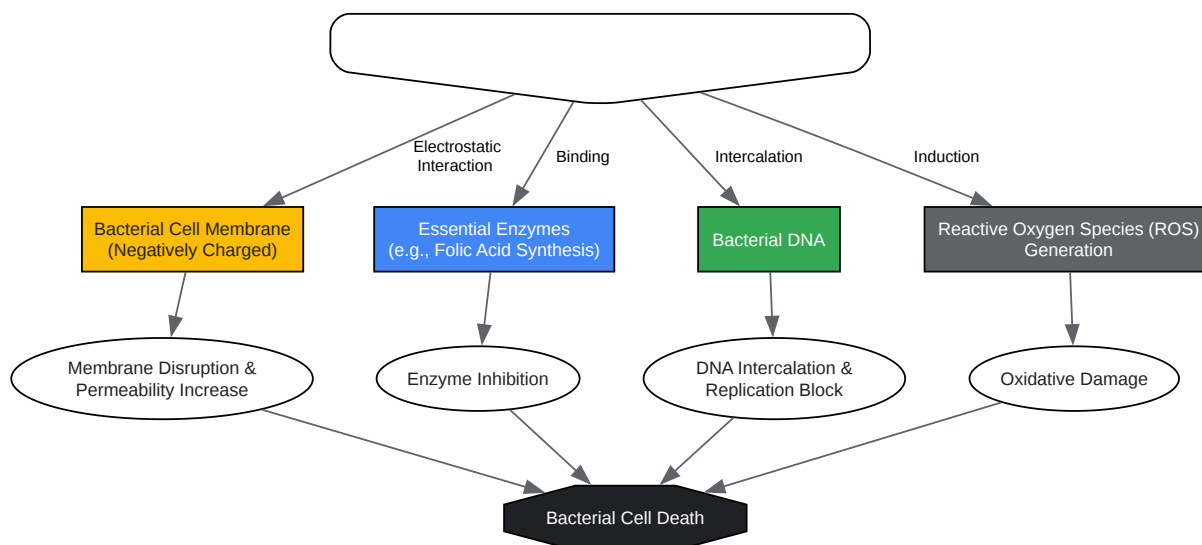 Electrostatic
Interaction
Binding
Intercalation
Induction
Bacterial Cell Membrane
(Negatively Charged)
Essential Enzymes
(e.g., Folic Acid Synthesis)
Bacterial DNA
Reactive Oxygen Species (ROS)
Generation
Membrane Disruption &
Permeability Increase
Enzyme Inhibition
DNA Intercalation &
Replication Block
Oxidative Damage
Bacterial Cell Death